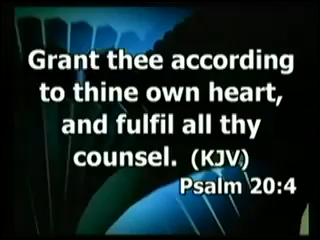 Grant thee according
to thine own heart,
and fulfil all thy
counsel. (KJV)
Psalm 20:4